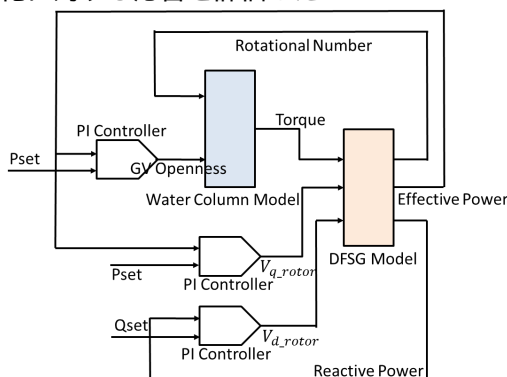 Rotational Number
Torque
PI Controller
Pset
GV Openness
Water Column Model
Effective Power
DFSG Model
Pset
V_q_rotor
PI Controller
Qset
V_d_rotor
PI Controller
Reactive Power